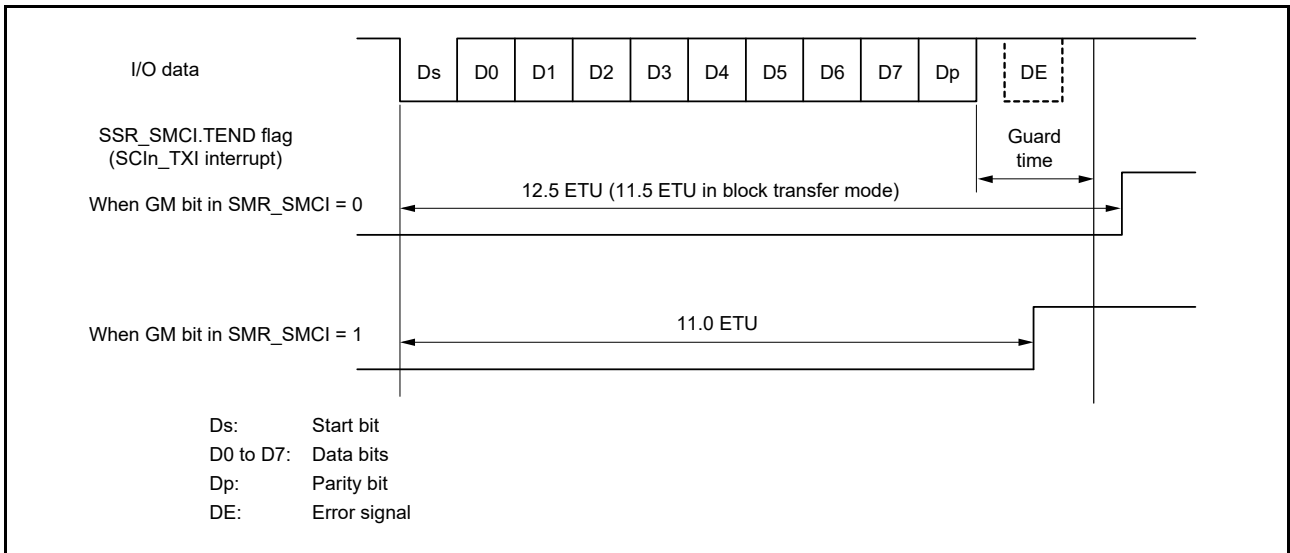 I/O data
Ds D0 D1 D2 D3 D4 D5 D6 D7 Dp DE
SSR_SMCI.TEND flag
(SCIn_TXI interrupt)
Guard
time
When GM bit in SMR_SMCI = 0
12.5 ETU (11.5 ETU in block transfer mode)
When GM bit in SMR_SMCI = 1
11.0 ETU
Ds: Start bit
D0 to D7: Data bits
Dp: Parity bit
DE: Error signal